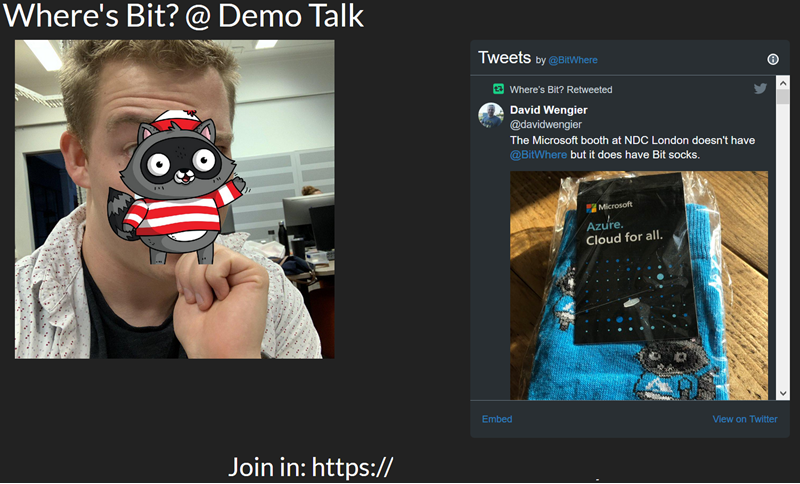 Where's Bit? @ Demo Talk
Tweets by @BitWhere
Where's Bit? Retweeted
David Wengier
@davidwengier
The Microsoft booth at NDC London doesn't have
@BitWhere but it does have Bit socks.
Microsoft
Azure.
Cloud for all.
Embed
View on Twitter
Join in: https://